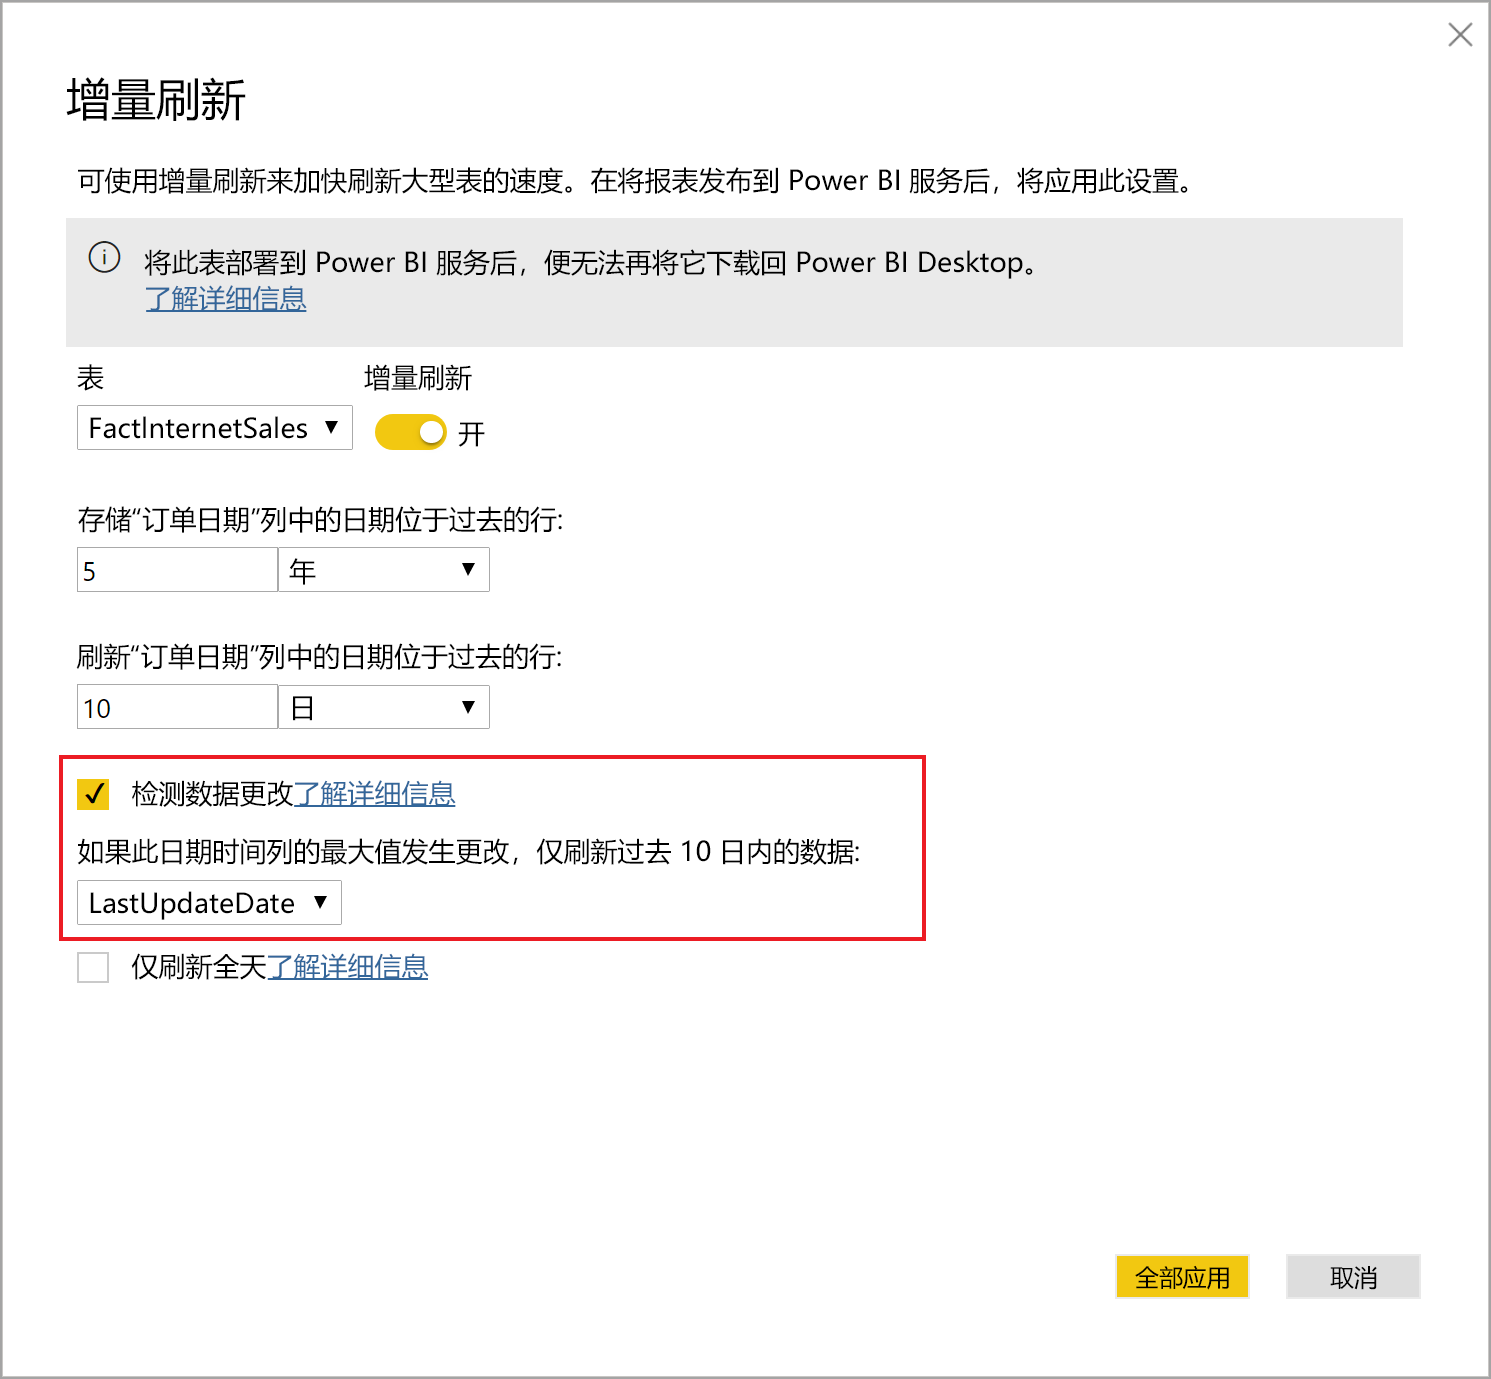 增量刷新
可使用增量刷新来加快刷新大型表的速度。在将报表发布到 Power BI 服务后，将应用此设置。
将此表部署到 Power BI 服务后，便无法再将它下载回 Power BI Desktop。
了解详细信息
表 增量刷新
FactInternetSales 开
存储“订单日期”列中的日期位于过去的行:
5 年
刷新“订单日期”列中的日期位于过去的行:
10 日
检测数据更改了解详细信息
如果此日期时间列的最大值发生更改，仅刷新过去 10 日内的数据:
LastUpdateDate
仅刷新全天了解详细信息
全部应用 取消